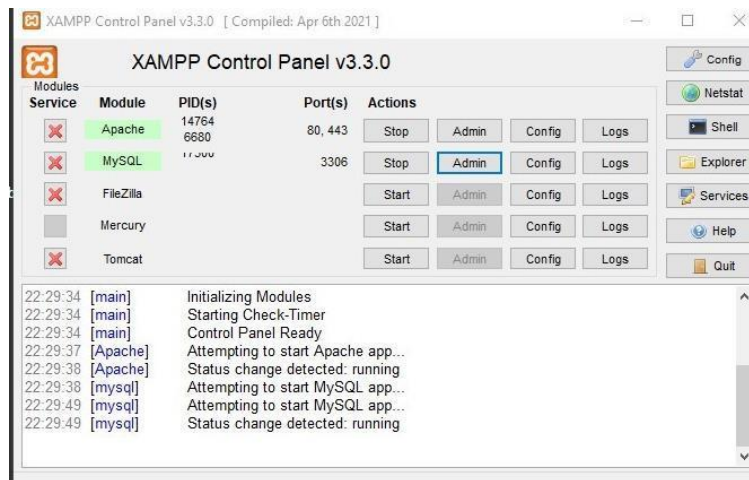 XAMPP Control Panel v3.3.0 [ Compiled: Apr 6th 2021 ]
XAMPP Control Panel v3.3.0
Config
Modules
Service Module PID(s) Port(s) Actions
Netstat
Apache 14764 6680 80, 443 Stop Admin Config Logs
Shell
MySQL 3306 Stop Admin Config Logs
Explorer
FileZilla Start Admin Config Logs
Services
Mercury Start Admin Config Logs
Help
Tomcat Start Admin Config Logs
Quit
22:29:34 [main] Initializing Modules
22:29:34 [main] Starting Check-Timer
22:29:34 [main] Control Panel Ready
22:29:37 [Apache] Attempting to start Apache app...
22:29:38 [Apache] Status change detected: running
22:29:38 [mysql] Attempting to start MySQL app...
22:29:49 [mysql] Attempting to start MySQL app...
22:29:49 [mysql] Status change detected: running